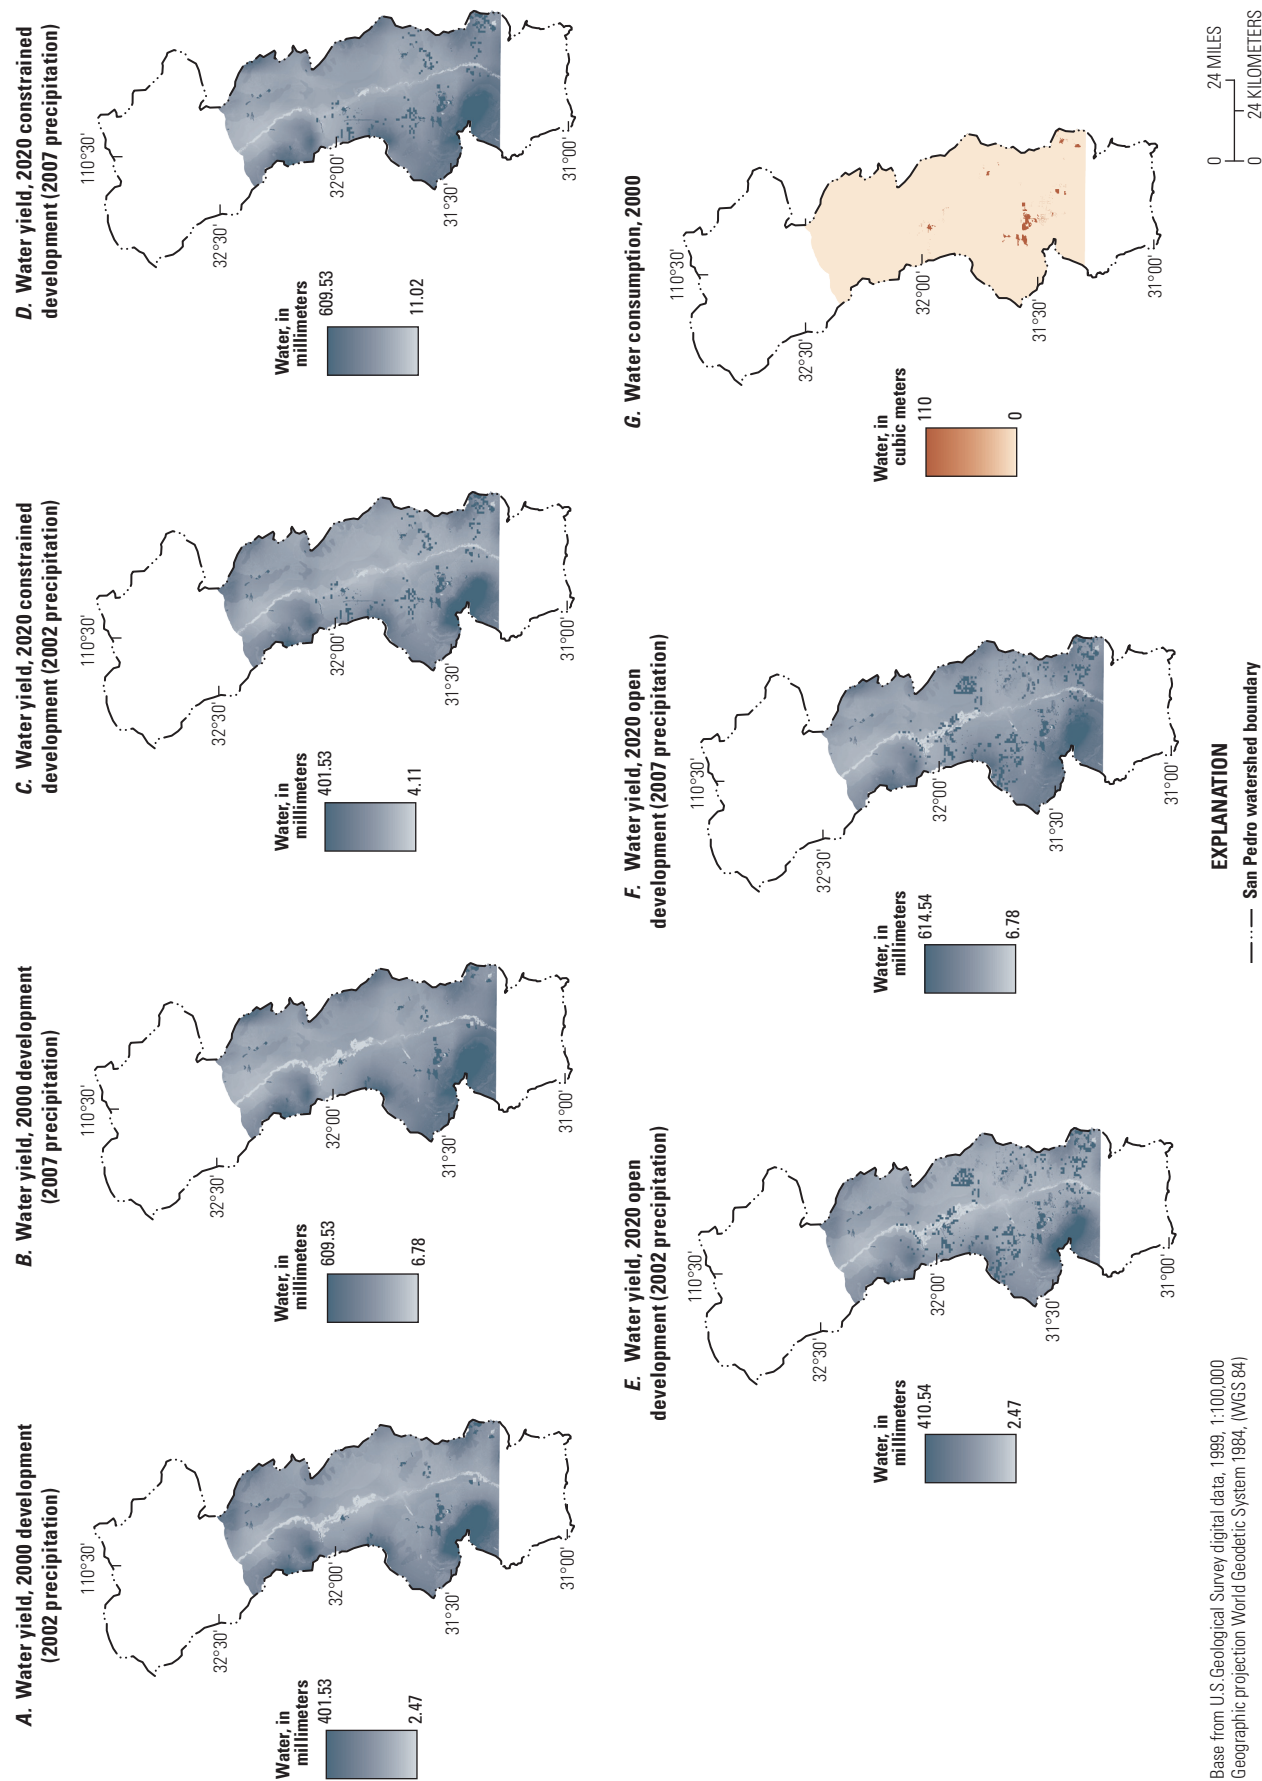 A. Water yield, 2000 development
(2002 precipitation)
Water, in
millimeters
401.53
2.47
110°30'
32°30'
32°00'
31°30'
31°00'
B. Water yield, 2000 development
(2007 precipitation)
Water, in
millimeters
609.53
6.78
110°30'
32°30'
32°00'
31°30'
31°00'
C. Water yield, 2020 constrained
development (2002 precipitation)
Water, in
millimeters
401.53
4.11
110°30'
32°30'
32°00'
31°30'
31°00'
D. Water yield, 2020 constrained
development (2007 precipitation)
Water, in
millimeters
609.53
11.02
110°30'
32°30'
32°00'
31°30'
31°00'
E. Water yield, 2020 open
development (2002 precipitation)
Water, in
millimeters
410.54
2.47
110°30'
32°30'
32°00'
31°30'
31°00'
F. Water yield, 2020 open
development (2007 precipitation)
Water, in
millimeters
614.54
6.78
110°30'
32°30'
32°00'
31°30'
31°00'
G. Water consumption, 2000
Water, in
cubic meters
110
0
110°30'
32°30'
32°00'
31°30'
31°00'
Base from U.S.Geological Survey digital data, 1999, 1:100,000
Geographic projection World Geodetic System 1984, (WGS 84)
EXPLANATION
San Pedro watershed boundary
0 24 MILES
0 24 KILOMETERS